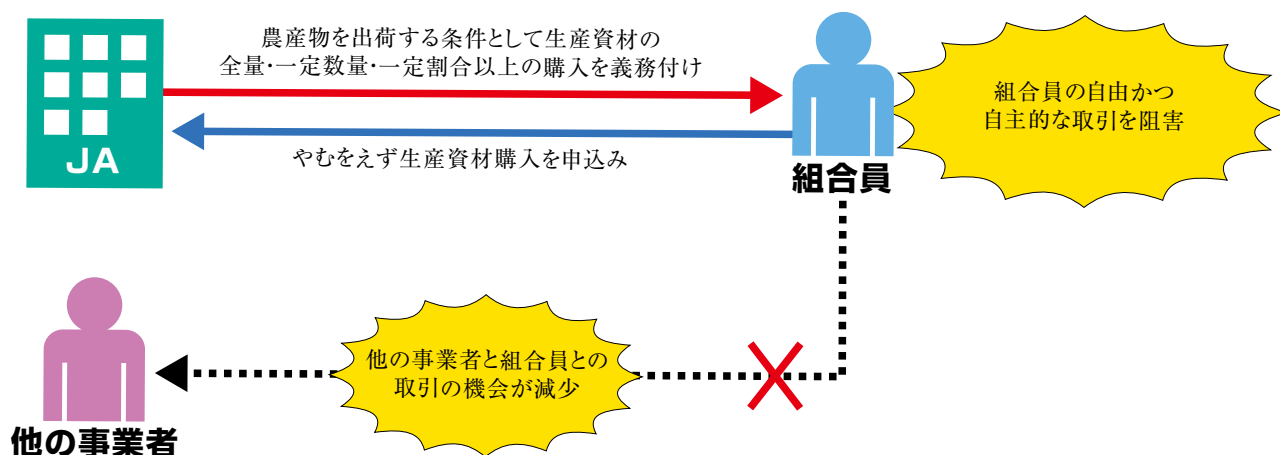 農産物を出荷する条件として生産資材の
全量・一定数量・一定割合以上の購入を義務付け
JA
やむをえず生産資材購入を申込み
組合員
組合員の自由かつ
自主的な取引を阻害
他の事業者と組合員との
取引の機会が減少
他の事業者